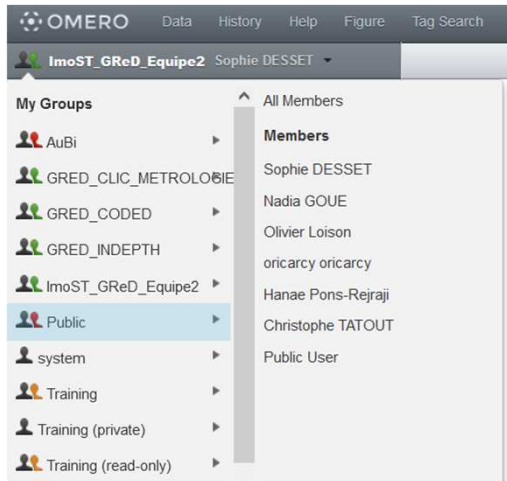 OMERO Data History Help Figure Tag Search
ImoST_GReD_Equipe2 Sophie DESSET
My Groups
AuBi
GRED_CLIC_METROLOGIE
GRED_CODED
GRED_INDEPTH
ImoST_GReD_Equipe2
Public
system
Training
Training (private)
Training (read-only)
All Members
Members
Sophie DESSET
Nadia GOUE
Olivier Loison
oricarcy oricarcy
Hanae Pons-Rejraji
Christophe TATOUT
Public User